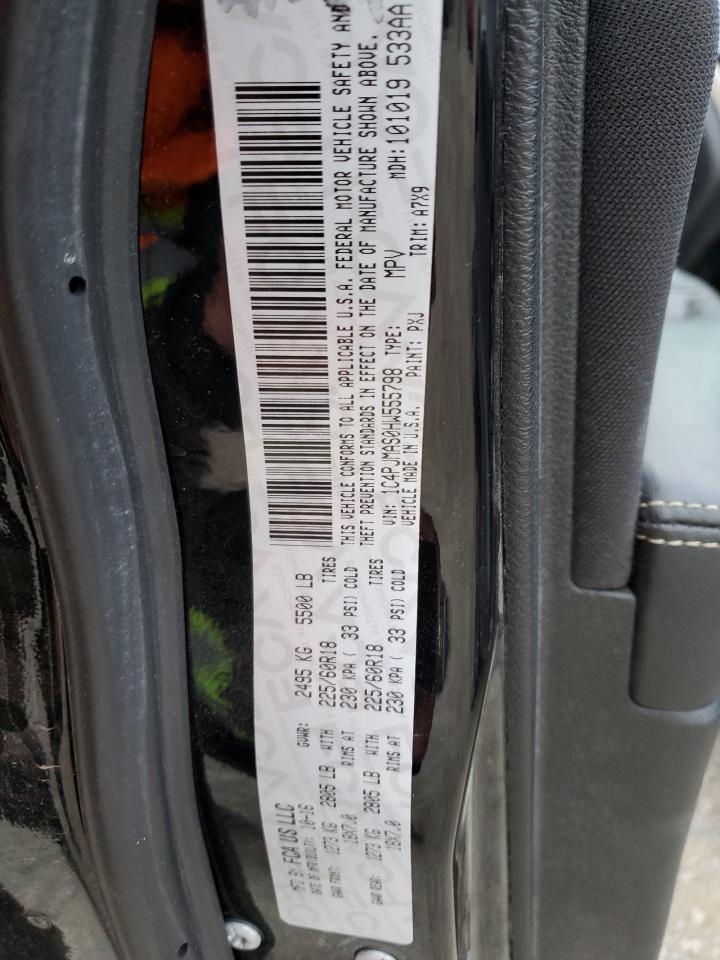 MFD BY: FCA US LLC
DATE OF MFR: 10-16 GVWR: 2495 KG 5500 LB
GAWR FRONT: 1273 KG 2805 LB WITH 225/60R18 TIRES
18X7.0 RIMS AT 230 KPA ( 33 PSI) COLD
GAWR REAR: 1273 KG 2805 LB WITH 225/60R18 TIRES
18X7.0 RIMS AT 230 KPA ( 33 PSI) COLD
THIS VEHICLE CONFORMS TO ALL APPLICABLE U.S.A. FEDERAL MOTOR VEHICLE SAFETY AND
THEFT PREVENTION STANDARDS IN EFFECT ON THE DATE OF MANUFACTURE SHOWN ABOVE.
VIN: 1C4PJMAS0HW555798 TYPE: MPV MDH: 101019 533AA
VEHICLE MADE IN U.S.A. PAINT: PXJ TRIM: A7X9